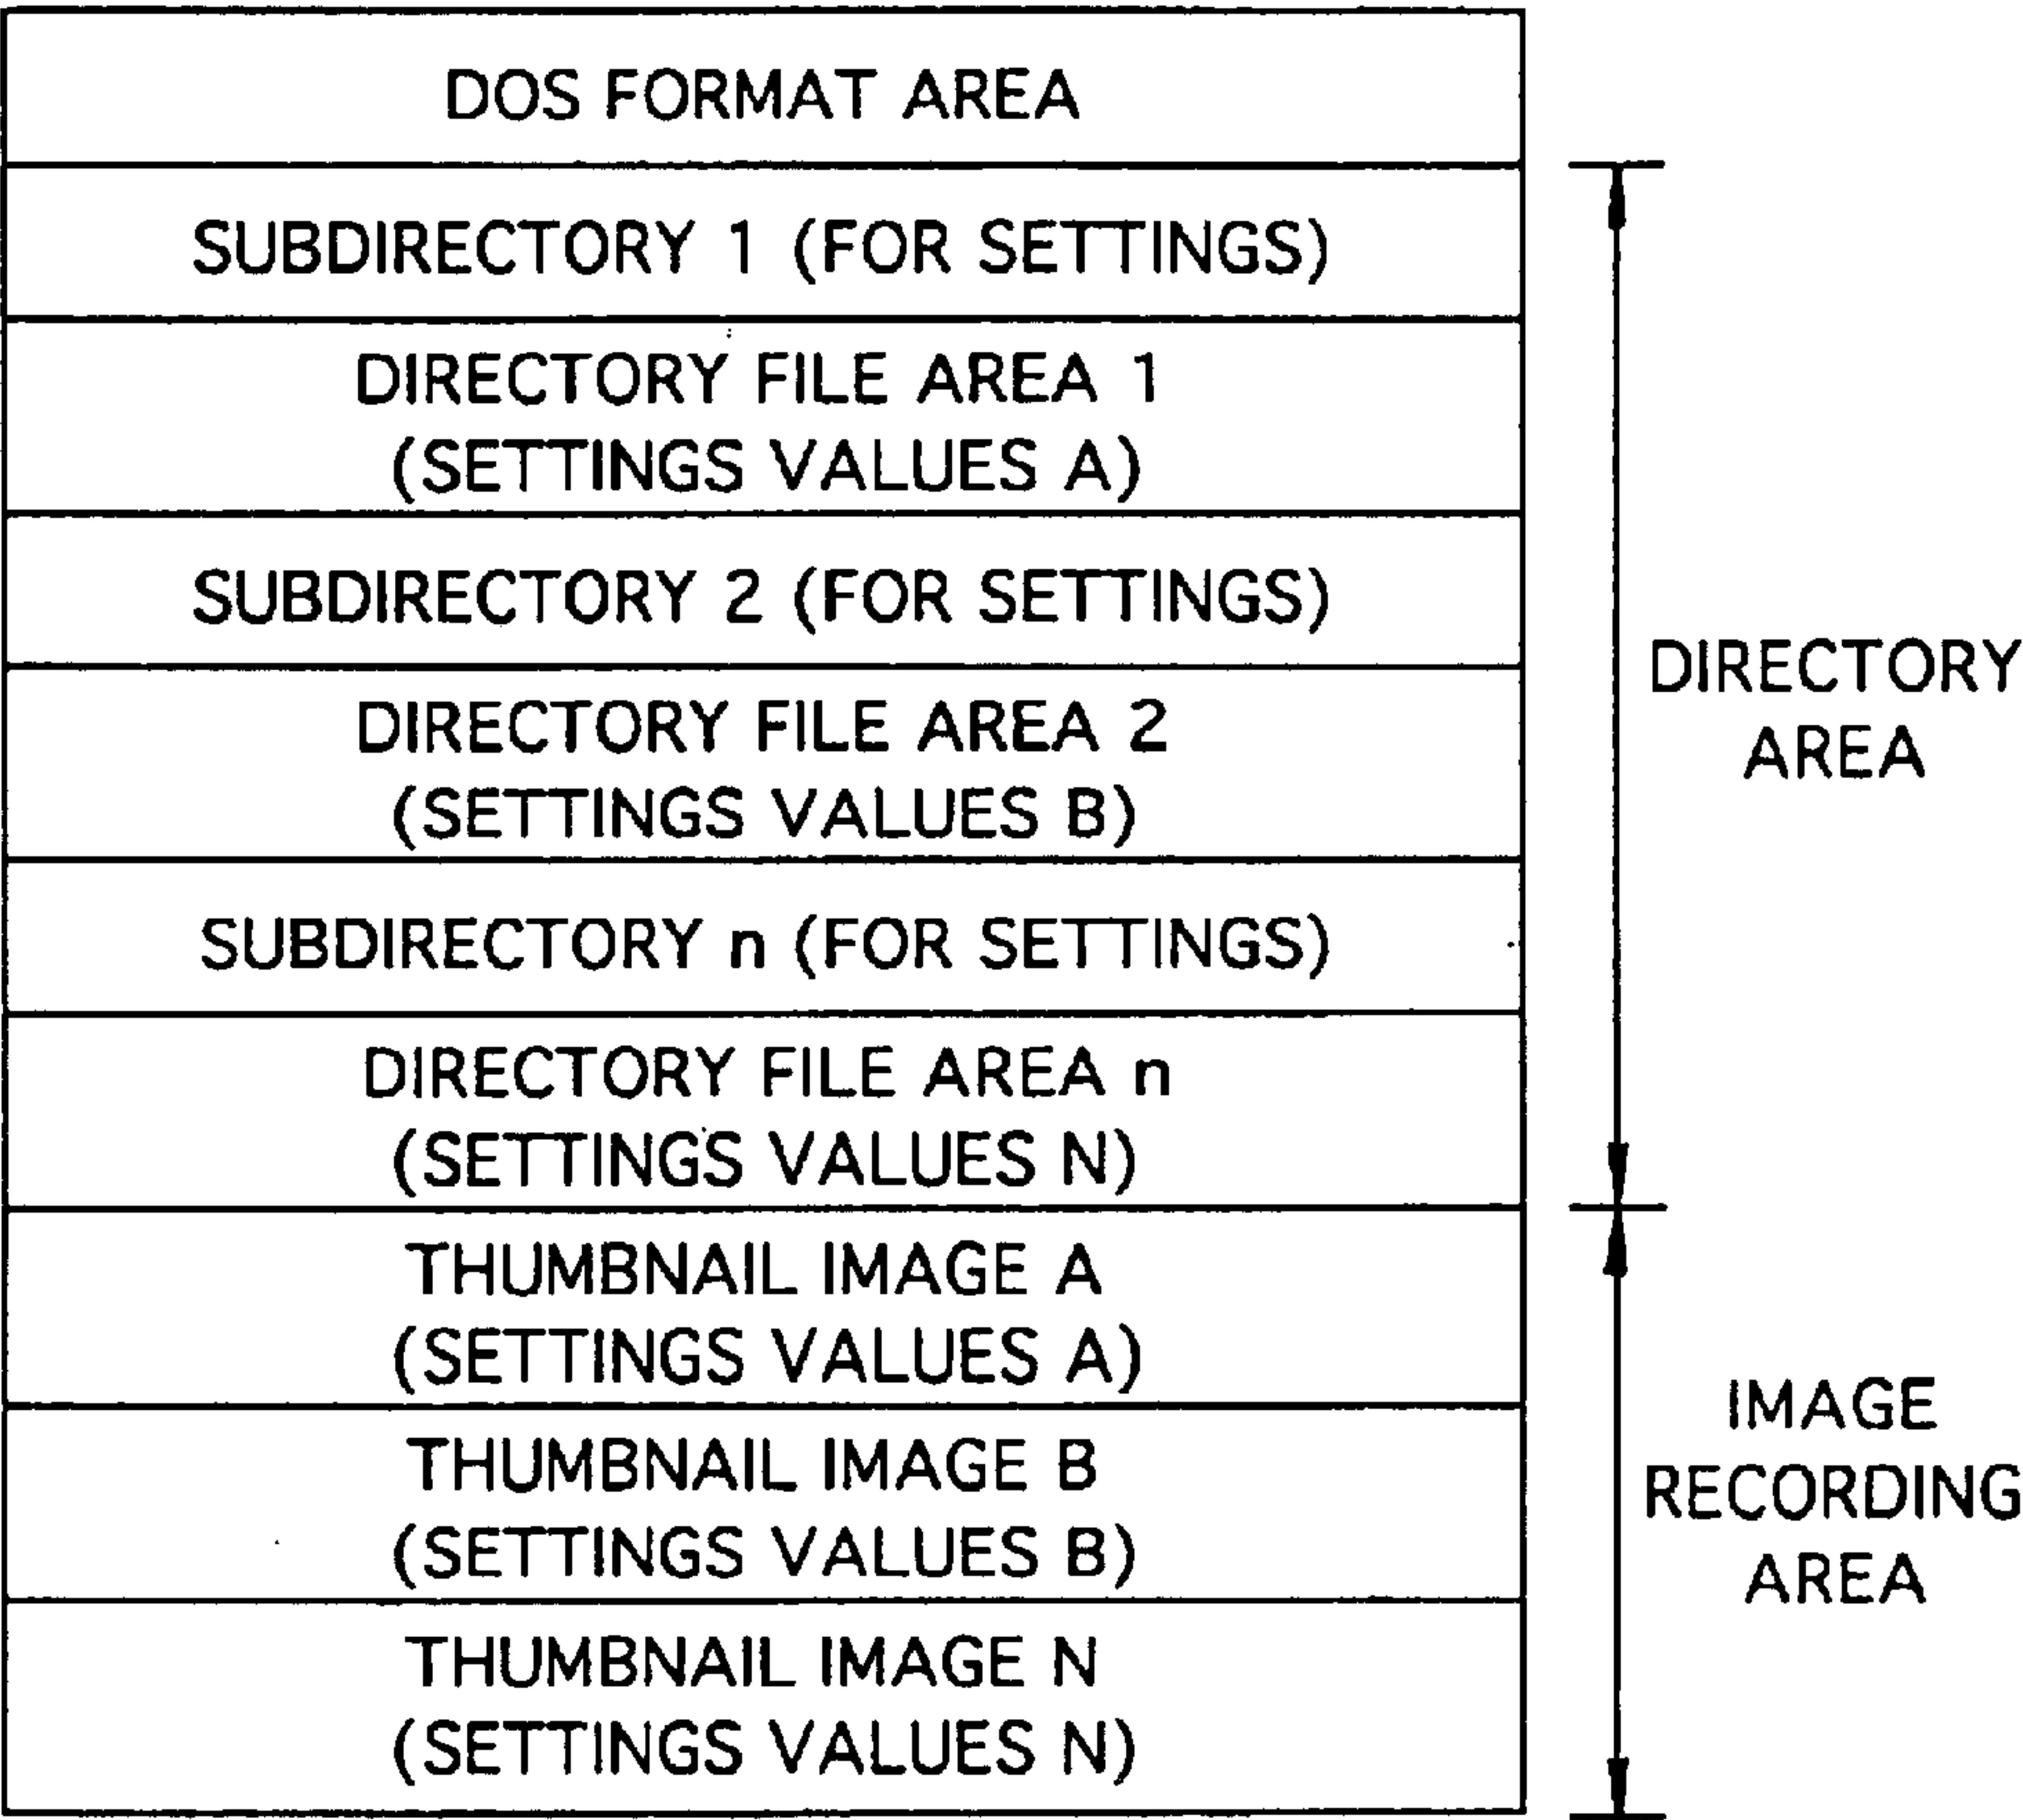 DOS FORMAT AREA
SUBDIRECTORY 1 (FOR SETTINGS)
DIRECTORY FILE AREA 1
(SETTINGS VALUES A)
SUBDIRECTORY 2 (FOR SETTINGS)
DIRECTORY FILE AREA 2
(SETTINGS VALUES B)
SUBDIRECTORY n (FOR SETTINGS)
DIRECTORY FILE AREA n
(SETTINGS VALUES N)
THUMBNAIL IMAGE A
(SETTINGS VALUES A)
THUMBNAIL IMAGE B
(SETTINGS VALUES B)
THUMBNAIL IMAGE N
(SETTINGS VALUES N)
DIRECTORY
AREA
IMAGE
RECORDING
AREA